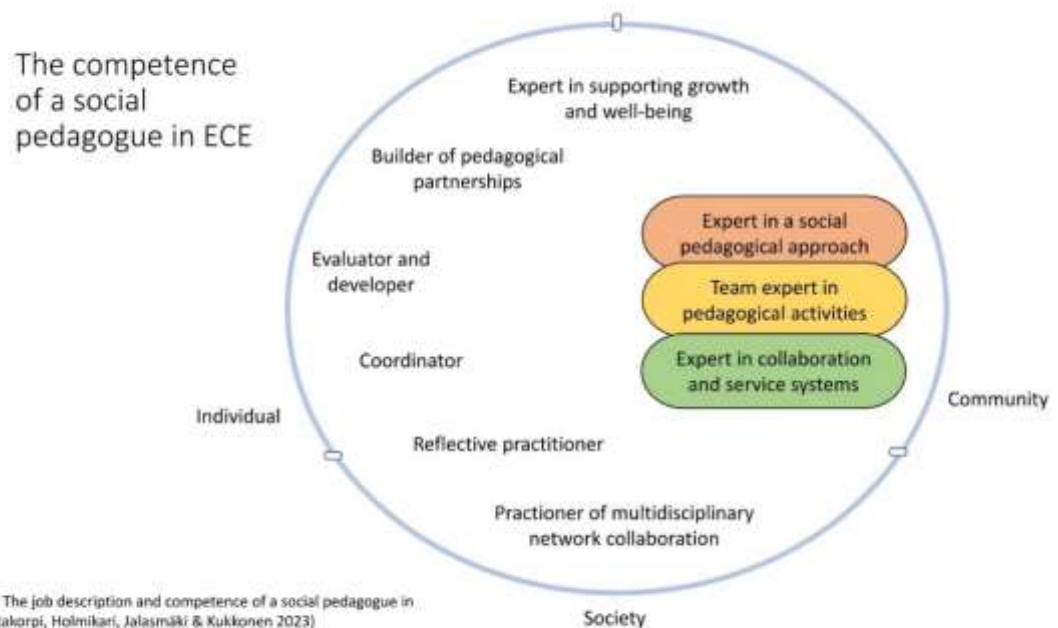 The competence
of a social
pedagogue in ECE
Expert in supporting growth
and well-being
Builder of pedagogical
partnerships
Expert in a social
pedagogical approach
Evaluator and
developer
Team expert in
pedagogical activities
Coordinator
Expert in collaboration
and service systems
Individual
Community
Reflective practitioner
Practioner of multidisciplinary
network collaboration
The job description and competence of a social pedagogue in
Holmikari, Jalasmäki & Kukkonen 2023)
Society